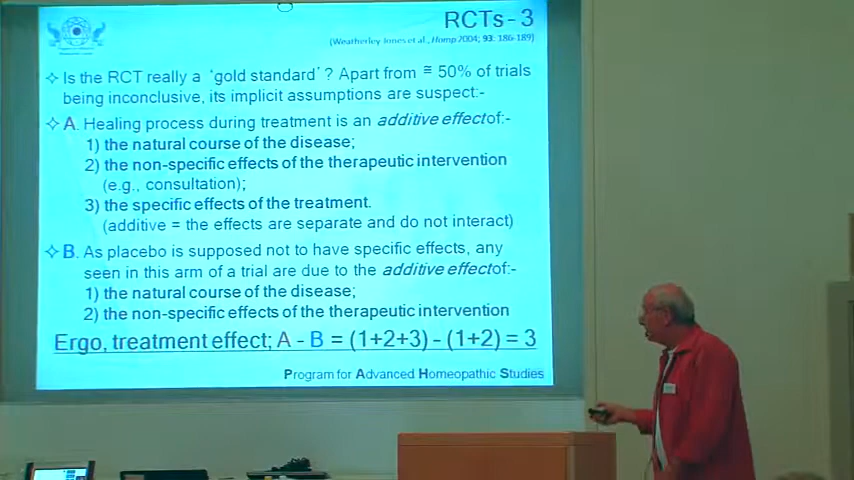 RCTs-3
(Weatherley Jones et al., Homp 2004; 93: 186-189)
✧ Is the RCT really a 'gold standard'? Apart from ≅ 50% of trials
being inconclusive, its implicit assumptions are suspect:-
✧ A. Healing process during treatment is an additive effect of:-
1) the natural course of the disease;
2) the non-specific effects of the therapeutic intervention
(e.g., consultation);
3) the specific effects of the treatment.
(additive = the effects are separate and do not interact)
✧ B. As placebo is supposed not to have specific effects, any
seen in this arm of a trial are due to the additive effect of:-
1) the natural course of the disease;
2) the non-specific effects of the therapeutic intervention
Ergo, treatment effect; A - B = (1+2+3) - (1+2) = 3
Program for Advanced Homeopathic Studies